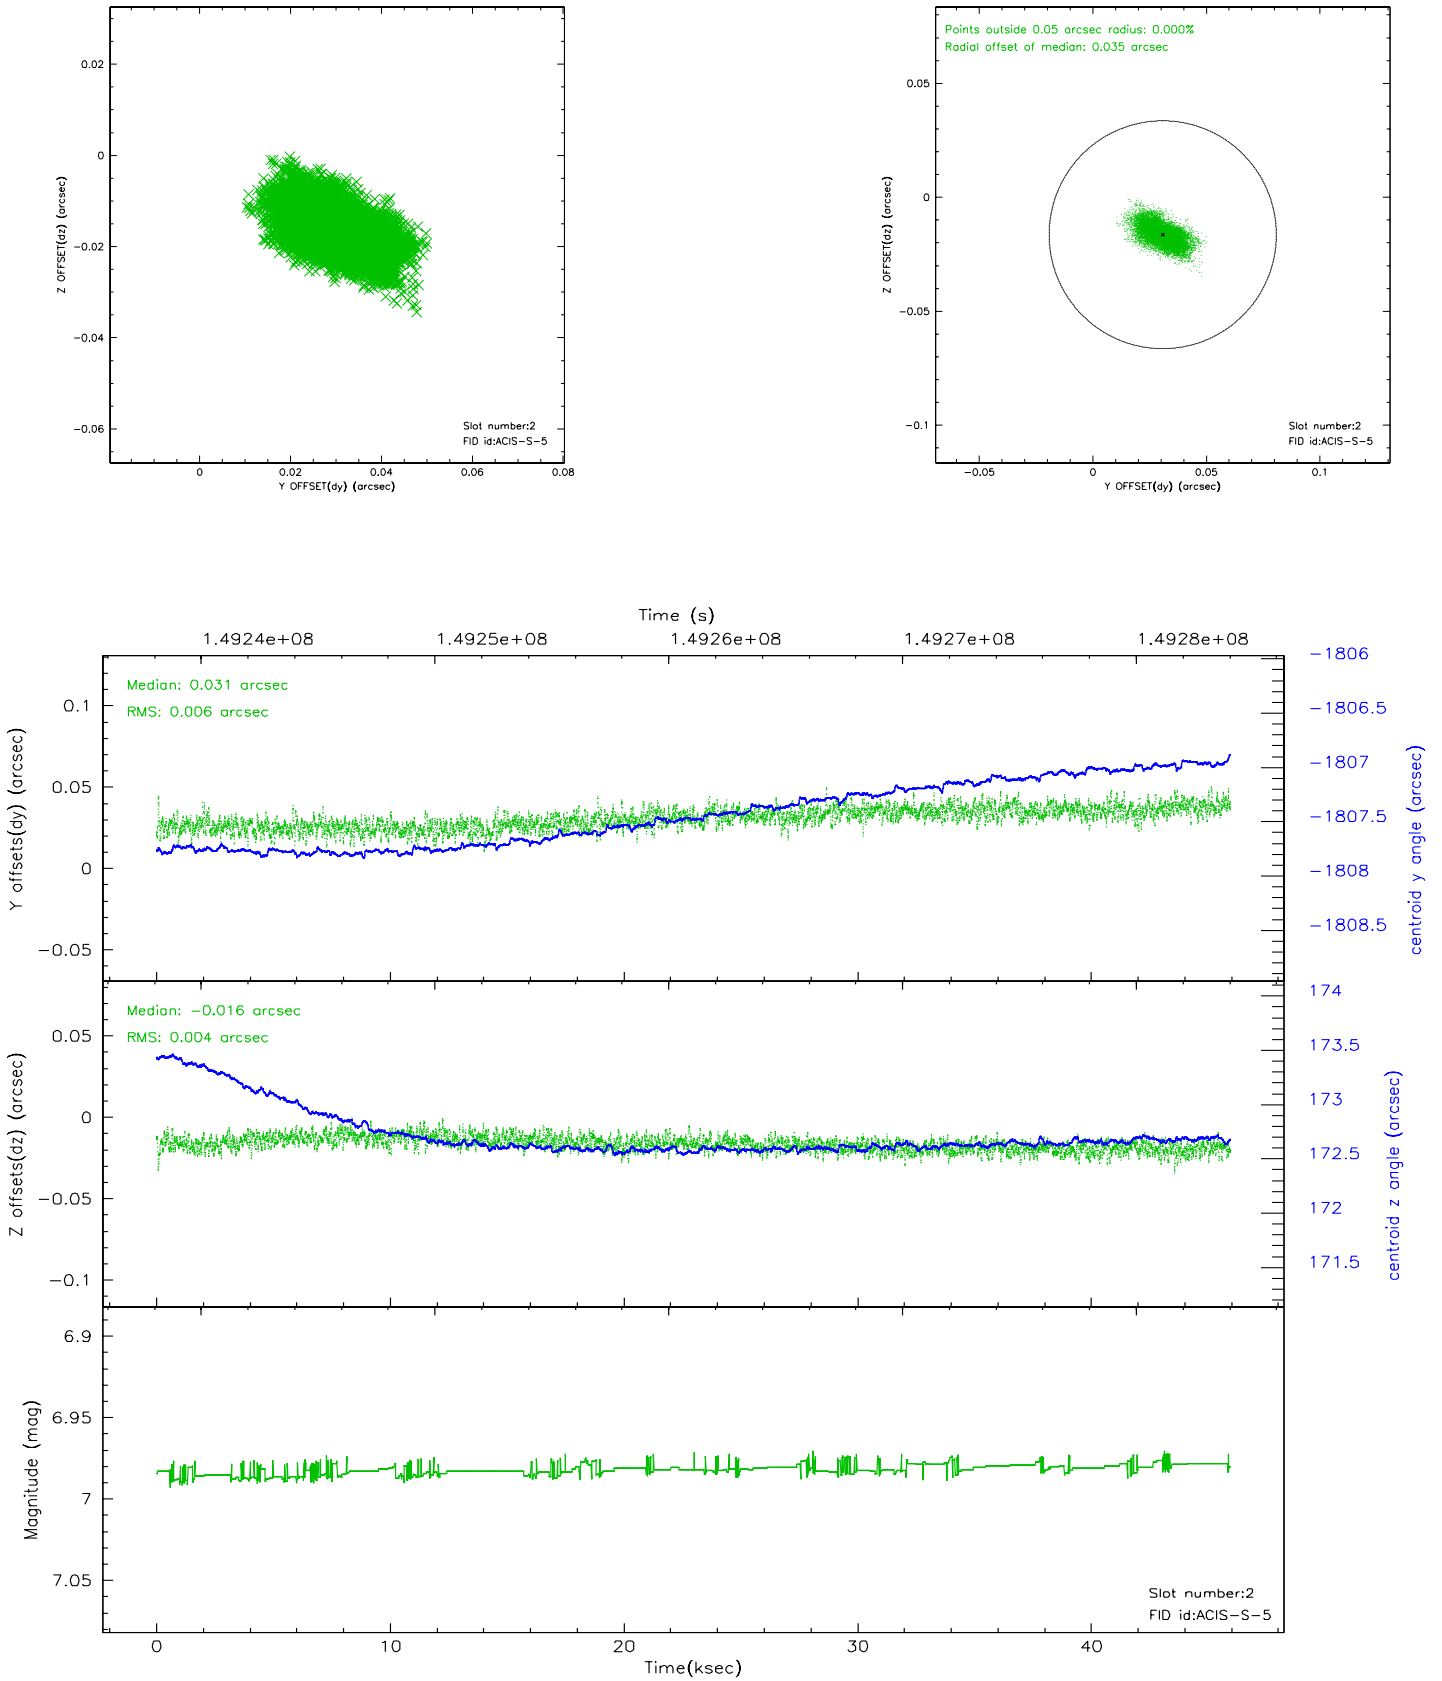 0.02
0
-0.02
-0.04
-0.06
Z OFFSET(dz) (arcsec)
Slot number:2
FID id:ACIS-S-5
0 0.02 0.04 0.06 0.08
Y OFFSET(dy) (arcsec)
Points outside 0.05 arcsec radius: 0.000%
Radial offset of median: 0.035 arcsec
0.05
0
-0.05
-0.1
Z OFFSET(dz) (arcsec)
Slot number:2
FID id:ACIS-S-5
-0.05 0 0.05 0.1
Y OFFSET(dy) (arcsec)
Time (s)
1.4924e+08 1.4925e+08 1.4926e+08 1.4927e+08 1.4928e+08
Median: 0.031 arcsec
RMS: 0.006 arcsec
0.1
0.05
0
-0.05
Y offsets(dy) (arcsec)
-1806
-1806.5
-1807
-1807.5
-1808
-1808.5
centroid y angle (arcsec)
Median: -0.016 arcsec
RMS: 0.004 arcsec
0.05
0
-0.05
-0.1
Z offsets(dz) (arcsec)
174
173.5
173
172.5
172
171.5
centroid z angle (arcsec)
6.9
6.95
7
7.05
Magnitude (mag)
Slot number:2
FID id:ACIS-S-5
0 10 20 30 40
Time(ksec)